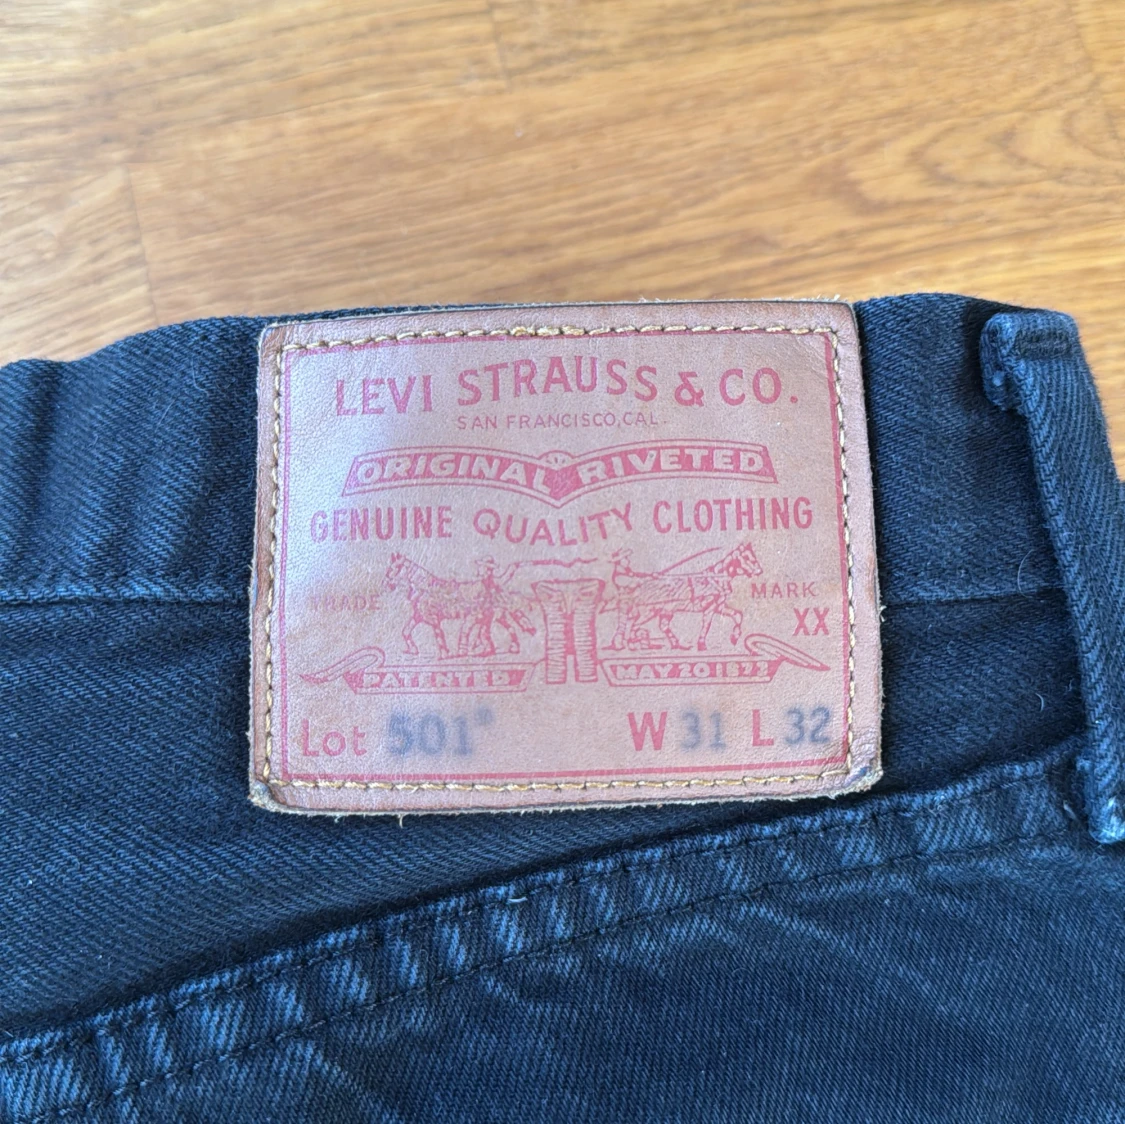 LEVI STRAUSS & CO.
SAN FRANCISCO, CAL.
ORIGINAL RIVETED
GENUINE QUALITY CLOTHING
TRADE MARK
XX
PATENTED MAY 20 1873
Lot 501® W 31 L 32